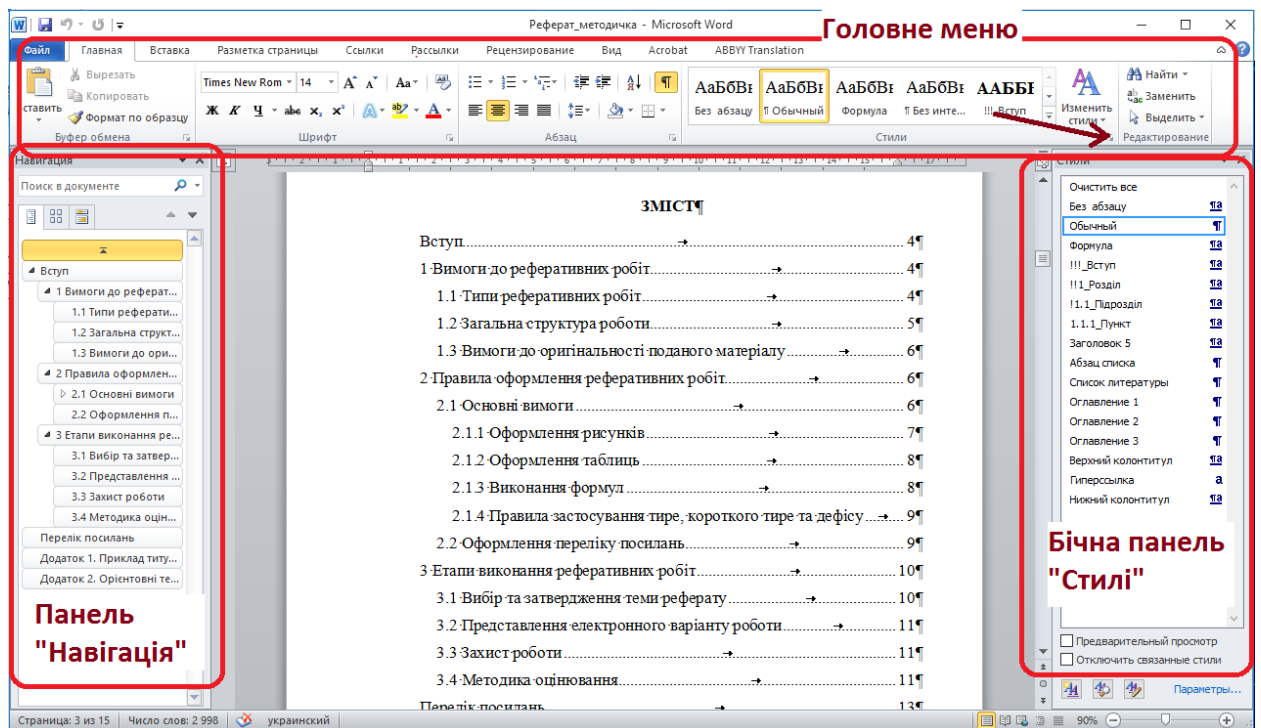 Реферат_методичка - Microsoft Word
Головне меню
Файл Главная Вставка Разметка страницы Ссылки Рассылки Рецензирование Вид Acrobat ABBYY Translation
ставить
Вырезать
Копировать
Формат по образцу
Буфер обмена
Times New Rom 14
Шрифт
Абзац
АаБбВı АаБбВı АаБбВı АаБбВı ААББІ
Без абзацу ¶ Обычный Формула ¶ Без инте... !!!_Вступ
Стили
Изменить
стили
Найти
Заменить
Выделить
Редактирование
Навигация
Поиск в документе
Вступ
1 Вимоги до реферат...
1.1 Типи реферати...
1.2 Загальна структ...
1.3 Вимоги до ори...
2 Правила оформлен...
2.1 Основні вимоги
2.2 Оформлення п...
3 Етапи виконання ре...
3.1 Вибір та затвер...
3.2 Представлення ...
3.3 Захист роботи
3.4 Методика оцін...
Перелік посилань
Додаток 1. Приклад титу...
Додаток 2. Орієнтовні те...
Панель
"Навігація"
ЗМІСТ¶
Вступ → 4¶
1·Вимоги·до·реферативних·робіт → 4¶
1.1·Типи·реферативних·робіт → 4¶
1.2·Загальна·структура·роботи → 5¶
1.3·Вимоги·до·оригінальності·поданого·матеріалу → 6¶
2·Правила·оформлення·реферативних·робіт → 6¶
2.1·Основні·вимоги → 6¶
2.1.1·Оформлення·рисунків → 7¶
2.1.2·Оформлення·таблиць → 8¶
2.1.3·Виконання·формул → 8¶
2.1.4·Правила·застосування·тире,·короткого·тире·та·дефісу → 9¶
2.2·Оформлення·переліку·посилань → 9¶
3·Етапи·виконання·реферативних·робіт → 10¶
3.1·Вибір·та·затвердження·теми·реферату → 10¶
3.2·Представлення·електронного·варіанту·роботи → 11¶
3.3·Захист·роботи → 11¶
3.4·Методика·оцінювання → 11¶
Перелік·посилань → 13¶
Стили
Очистить все
Без абзацу
Обычный
Формула
!!!_Вступ
!!1_Розділ
!1.1_Підрозділ
1.1.1_Пункт
Заголовок 5
Абзац списка
Список литературы
Оглавление 1
Оглавление 2
Оглавление 3
Верхний колонтитул
Гиперссылка
Нижний колонтитул
Бічна панель
"Стилі"
Предварительный просмотр
Отключить связанные стили
Параметры...
Страница: 3 из 15 Число слов: 2 998 украинский 90%